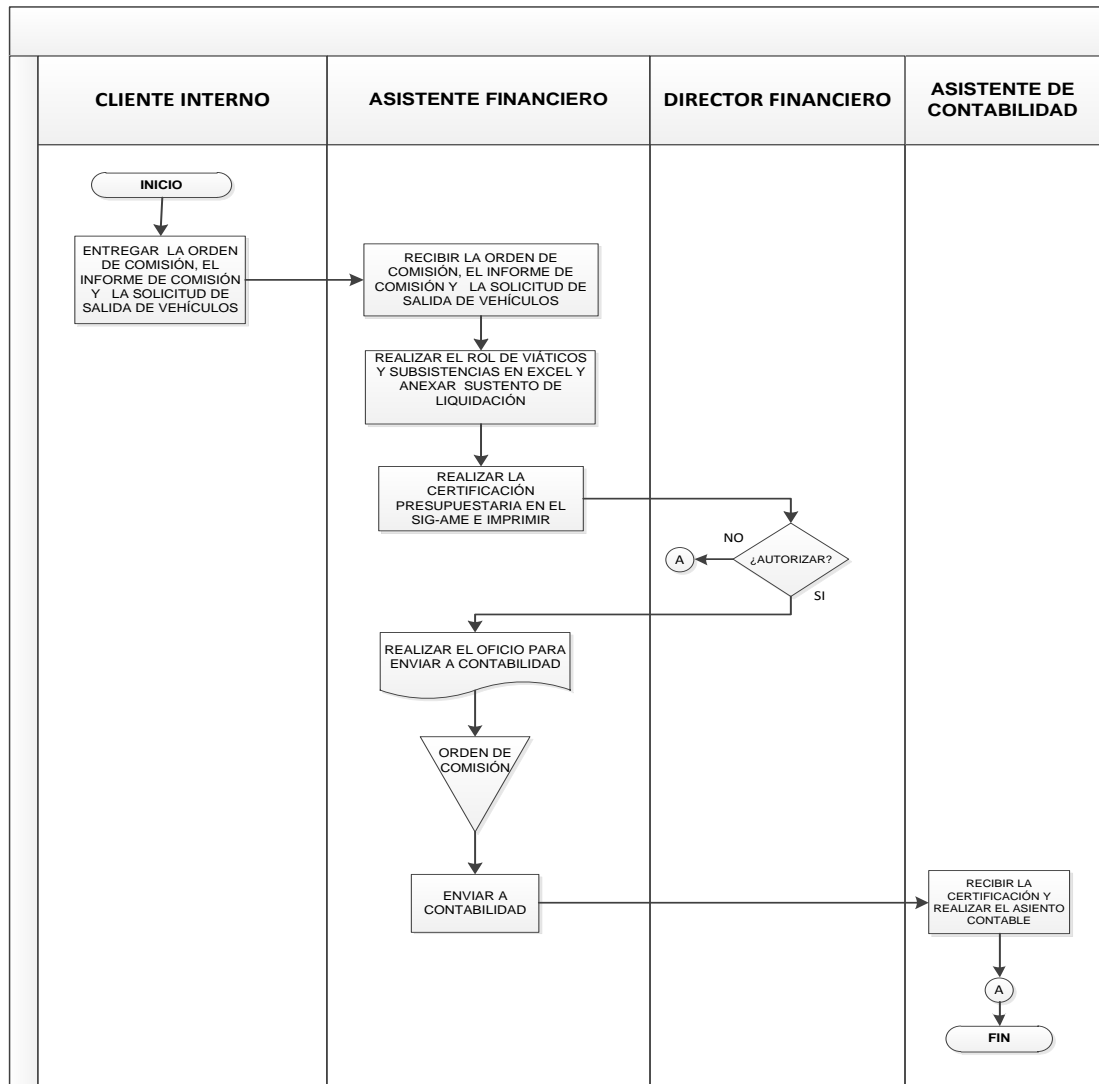 CLIENTE INTERNO
ASISTENTE FINANCIERO
DIRECTOR FINANCIERO
ASISTENTE DE
CONTABILIDAD
INICIO
ENTREGAR LA ORDEN
DE COMISIÓN, EL
INFORME DE COMISIÓN
Y LA SOLICITUD DE
SALIDA DE VEHÍCULOS
RECIBIR LA ORDEN DE
COMISIÓN, EL INFORME DE
COMISIÓN Y LA SOLICITUD DE
SALIDA DE VEHÍCULOS
REALIZAR EL ROL DE VIÁTICOS
Y SUBSISTENCIAS EN EXCEL Y
ANEXAR SUSTENTO DE
LIQUIDACIÓN
REALIZAR LA
CERTIFICACIÓN
PRESUPUESTARIA EN EL
SIG-AME E IMPRIMIR
¿AUTORIZAR?
NO
A
SI
REALIZAR EL OFICIO PARA
ENVIAR A CONTABILIDAD
ORDEN DE
COMISIÓN
ENVIAR A
CONTABILIDAD
RECIBIR LA
CERTIFICACIÓN Y
REALIZAR EL ASIENTO
CONTABLE
A
FIN